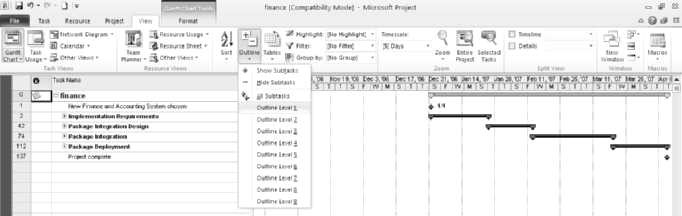 Gantt Chart Tools
finance [Compatibility Mode] - Microsoft Project
File Task Resource Project View Format
Gantt Chart
Task Usage
Network Diagram
Calendar
Other Views
Team Planner
Resource Usage
Resource Sheet
Other Views
Sort
Outline
Tables
Highlight: [No Highlight]
Filter: [No Filter]
Group by: [No Group]
Timescale:
Days
Zoom
Entire Project
Selected Tasks
Timeline
Details
New Window
Macros
Task Views Resource Views Zoom Split View Window Macros
Show Subtasks
Hide Subtasks
All Subtasks
Outline Level 1
Outline Level 2
Outline Level 3
Outline Level 4
Outline Level 5
Outline Level 6
Outline Level 7
Outline Level 8
Outline Level 9
Task Name
Nov 19, '06 Dec 3, '06 Dec 17, '06 Dec 31, '06 Jan 14, '07 Jan 28, '07 Feb 11, '07 Feb 25, '07 Mar 11, '07 Mar 25, '07
0 finance
1 New Finance and Accounting System chosen
2 Implementation Requirements
42 Package Integration Design
Package Integration
112 Package Deployment
Project complete
1/1